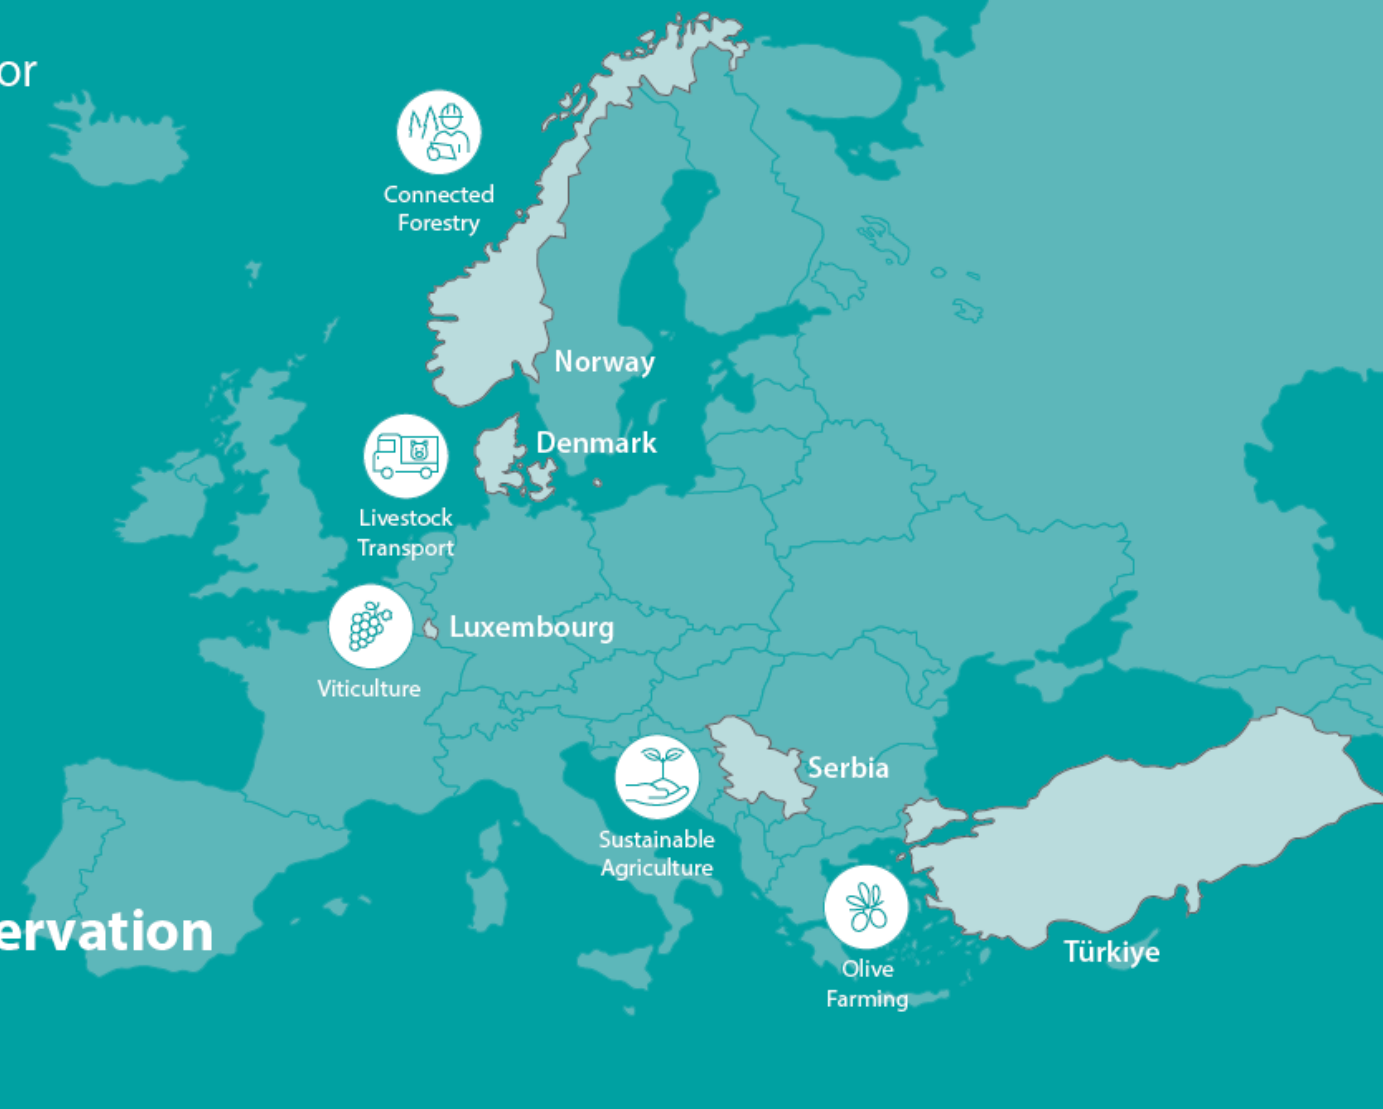 or
Connected
Forestry
Norway
Denmark
Livestock
Transport
Luxembourg
Viticulture
Serbia
Sustainable
Agriculture
ervation
Türkiye
Olive
Farming